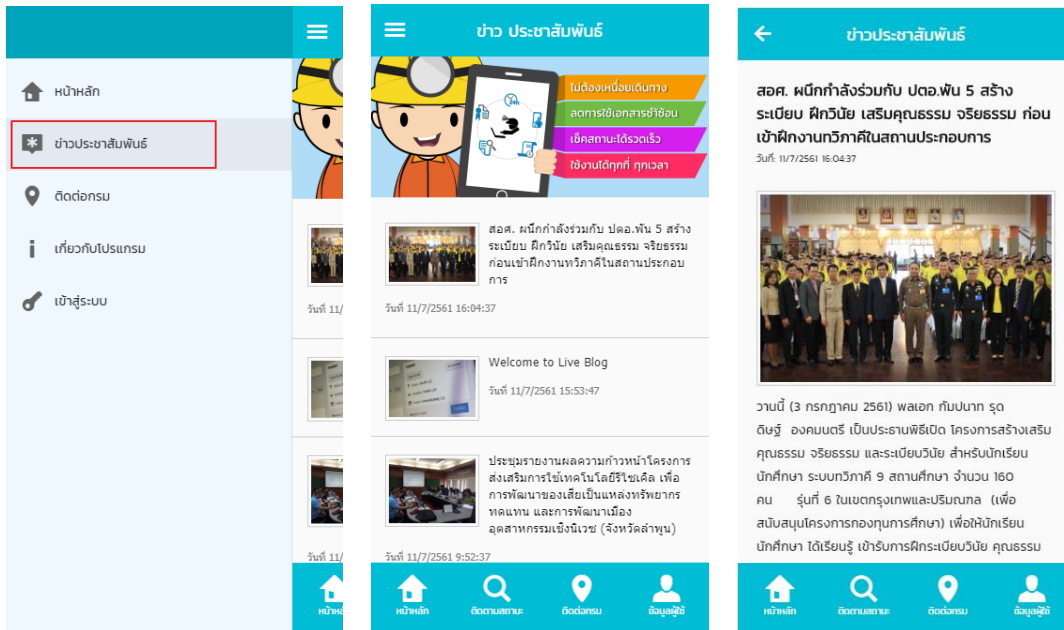 หน้าหลัก
ข่าวประชาสัมพันธ์
ติดต่อกรม
เกี่ยวกับโปรแกรม
เข้าสู่ระบบ
วันที่ 11/
วันที่ 11/
ข่าว ประชาสัมพันธ์
ไม่ต้องเหนื่อยเดินทาง
ลดการใช้เอกสารซ้ำซ้อน
เช็คสถานะได้รวดเร็ว
ใช้งานได้ทุกที่ ทุกเวลา
24H
สอศ. ผนึกกำลังร่วมกับ ปตอ.พัน 5 สร้าง
ระเบียบ ฝึกวินัย เสริมคุณธรรม จริยธรรม
ก่อนเข้าฝึกงานทวิภาคีในสถานประกอบ
การ
วันที่ 11/7/2561 16:04:37
Welcome to Live Blog
วันที่ 11/7/2561 15:53:47
ประชุมรายงานผลความก้าวหน้าโครงการ
ส่งเสริมการใช้เทคโนโลยีรีไซเคิล เพื่อ
การพัฒนาของเสียเป็นแหล่งทรัพยากร
ทดแทน และการพัฒนาเมือง
อุตสาหกรรมเชิงนิเวช (จังหวัดลำพูน)
วันที่ 11/7/2561 9:52:37
หน้าหลัก ติดตามสถานะ ติดต่อกรม ข้อมูลผู้ใช้
ข่าวประชาสัมพันธ์
สอศ. ผนึกกำลังร่วมกับ ปตอ.พัน 5 สร้าง
ระเบียบ ฝึกวินัย เสริมคุณธรรม จริยธรรม ก่อน
เข้าฝึกงานทวิภาคีในสถานประกอบการ
วันที่: 11/7/2561 16:04:37
วานนี้ (3 กรกฎาคม 2561) พลเอก กัมปนาท รุด
ดิษฐ์ องคมนตรี เป็นประธานพิธีเปิด โครงการสร้างเสริม
คุณธรรม จริยธรรม และระเบียบวินัย สำหรับนักเรียน
นักศึกษา ระบบทวิภาคี 9 สถานศึกษา จำนวน 160
คน รุ่นที่ 6 ในเขตกรุงเทพและปริมณฑล (เพื่อ
สนับสนุนโครงการกองทุนการศึกษา) เพื่อให้นักเรียน
นักศึกษา ได้เรียนรู้ เข้ารับการฝึกระเบียบวินัย คุณธรรม
หน้าหลัก ติดตามสถานะ ติดต่อกรม ข้อมูลผู้ใช้